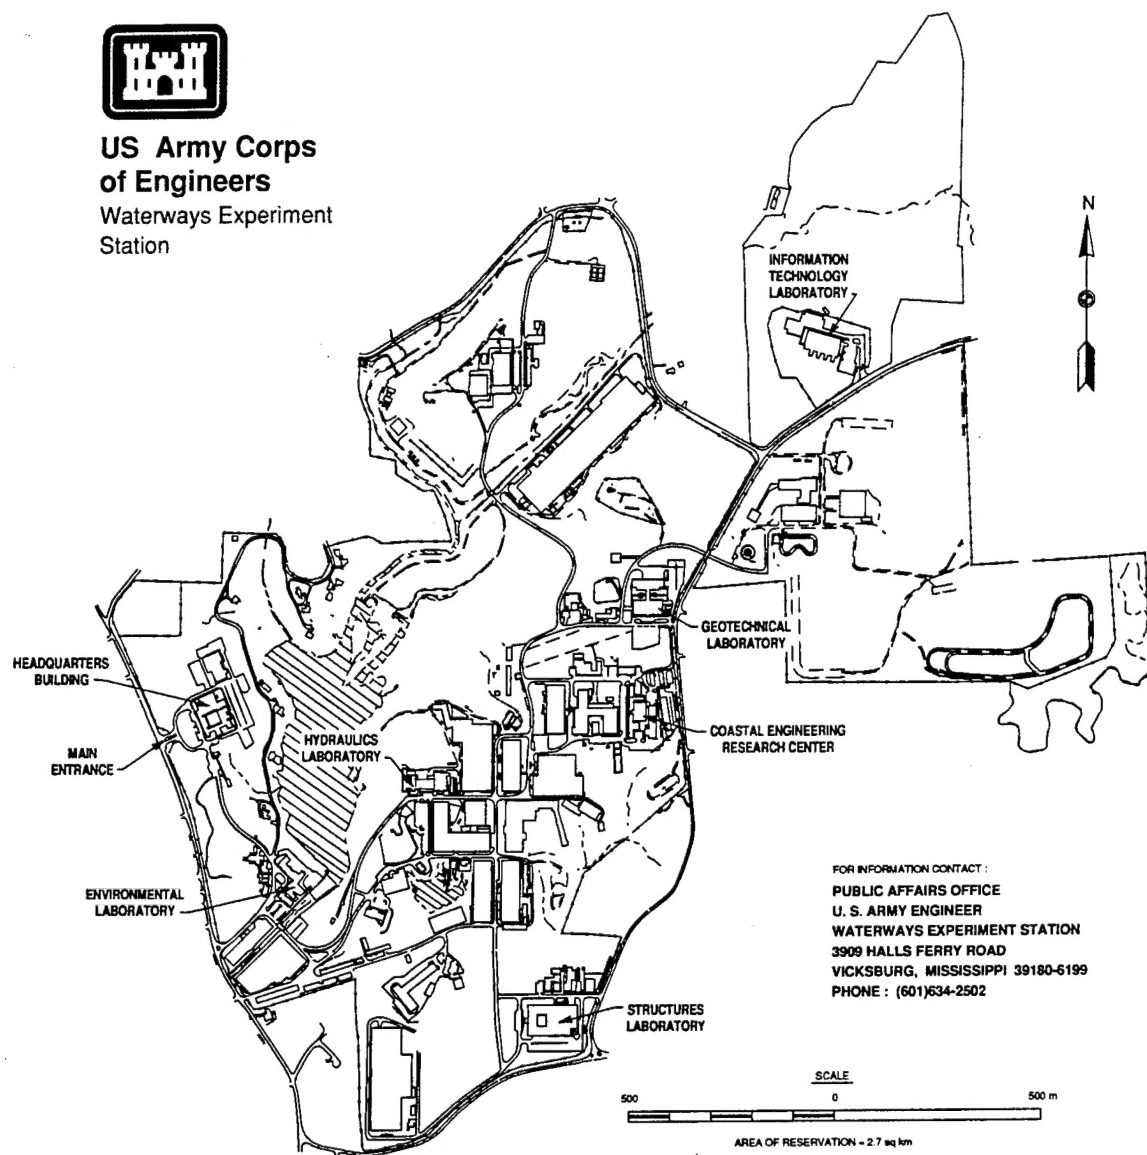 US Army Corps
of Engineers
Waterways Experiment
Station
N
INFORMATION
TECHNOLOGY
LABORATORY
GEOTECHNICAL
LABORATORY
HEADQUARTERS
BUILDING
MAIN
ENTRANCE
HYDRAULICS
LABORATORY
COASTAL ENGINEERING
RESEARCH CENTER
ENVIRONMENTAL
LABORATORY
FOR INFORMATION CONTACT :
PUBLIC AFFAIRS OFFICE
U. S. ARMY ENGINEER
WATERWAYS EXPERIMENT STATION
3909 HALLS FERRY ROAD
VICKSBURG, MISSISSIPPI 39180-6199
PHONE : (601)634-2502
STRUCTURES
LABORATORY
SCALE
500 0 500 m
AREA OF RESERVATION = 2.7 sq km